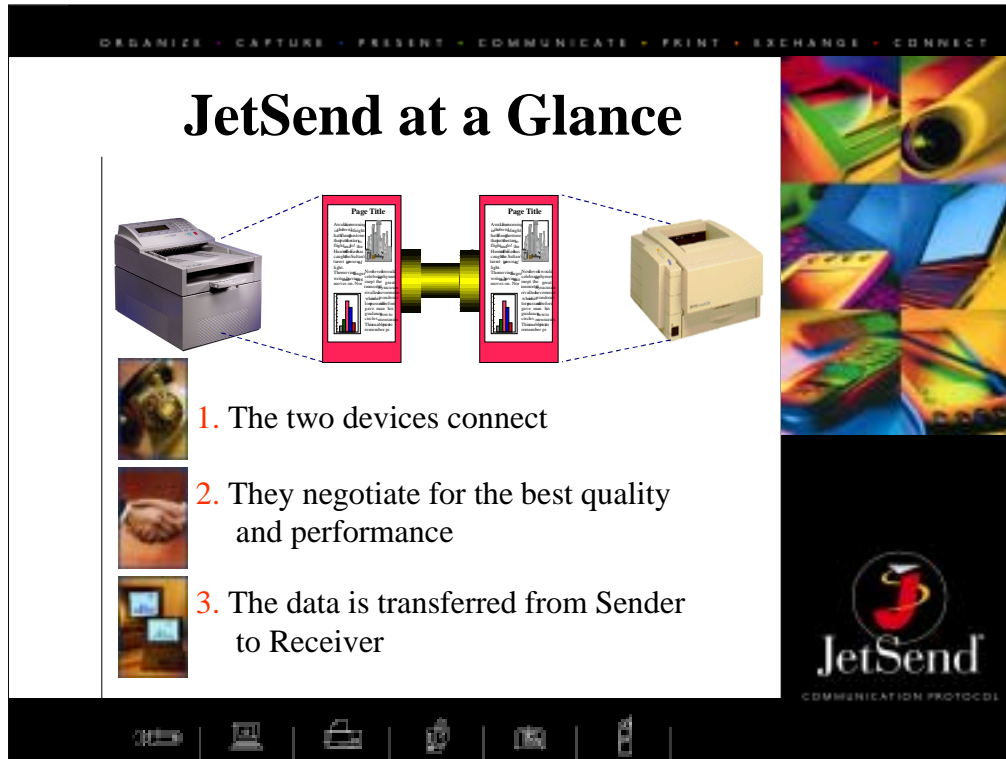 ORGANIZE • CAPTURE • PRESENT • COMMUNICATE • PRINT • EXCHANGE • CONNECT
JetSend at a Glance
Page Title
Page Title
1. The two devices connect
2. They negotiate for the best quality
and performance
3. The data is transferred from Sender
to Receiver
JetSend
COMMUNICATION PROTOCOL